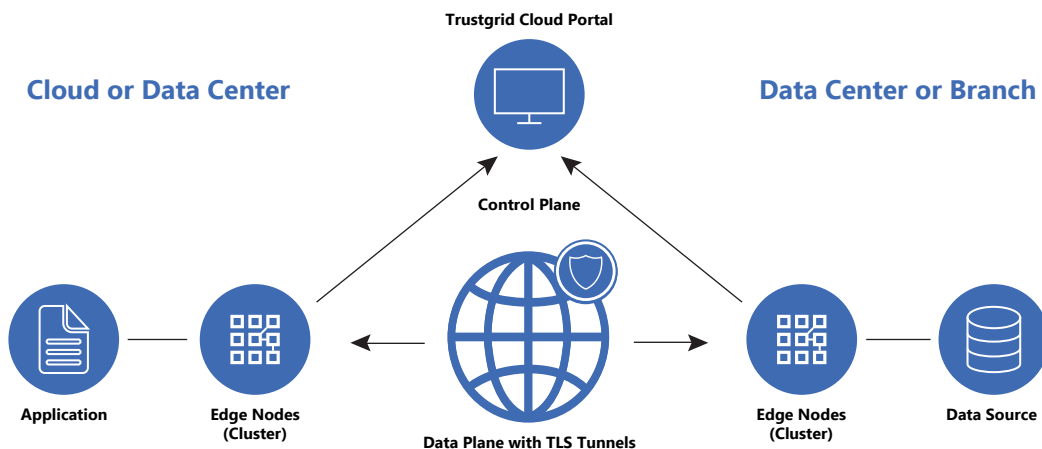 Trustgrid Cloud Portal
Cloud or Data Center
Data Center or Branch
Control Plane
Application
Edge Nodes
(Cluster)
Data Plane with TLS Tunnels
Edge Nodes
(Cluster)
Data Source